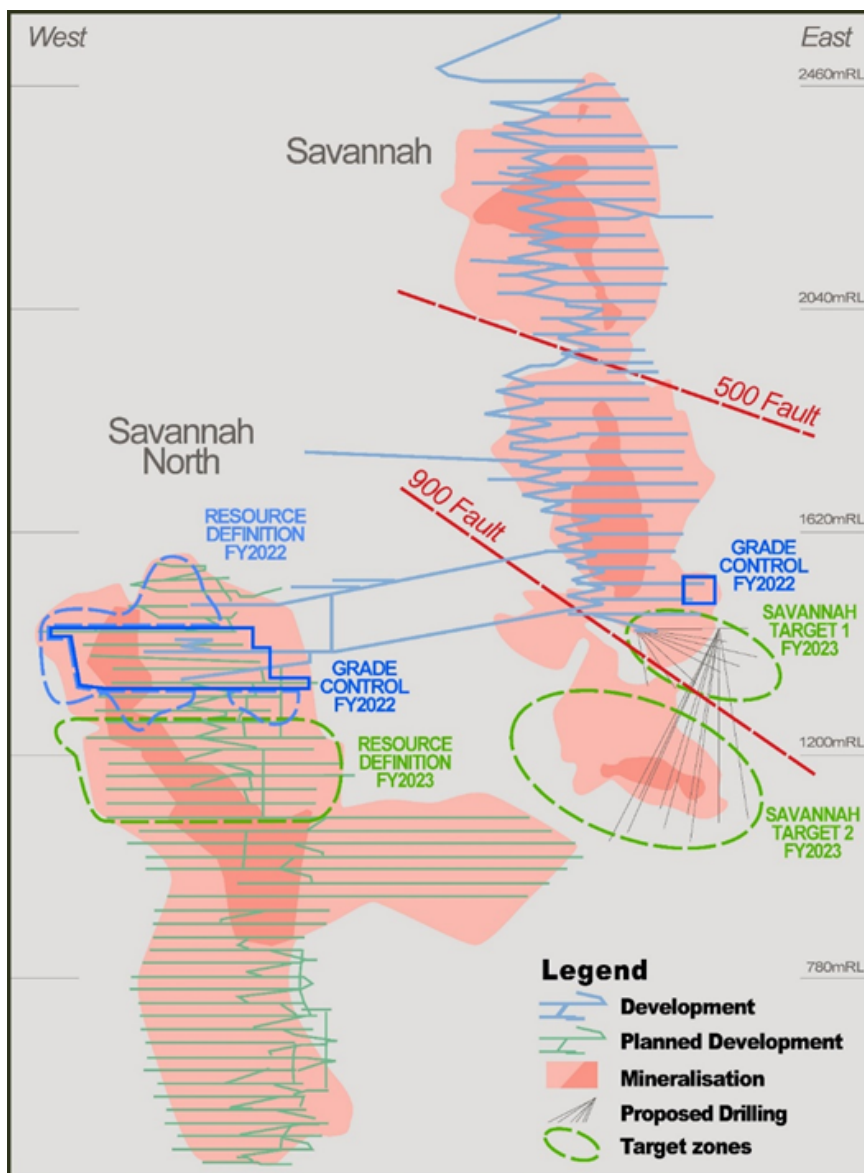 West
East
2460mRL
Savannah
2040mRL
500 Fault
Savannah
North
900 Fault
RESOURCE
DEFINITION
FY2022
1620mRL
GRADE
CONTROL
FY2022
SAVANNAH
TARGET 1
FY2023
GRADE
CONTROL
FY2022
RESOURCE
DEFINITION
FY2023
1200mRL
SAVANNAH
TARGET 2
FY2023
780mRL
Legend
Development
Planned Development
Mineralisation
Proposed Drilling
Target zones